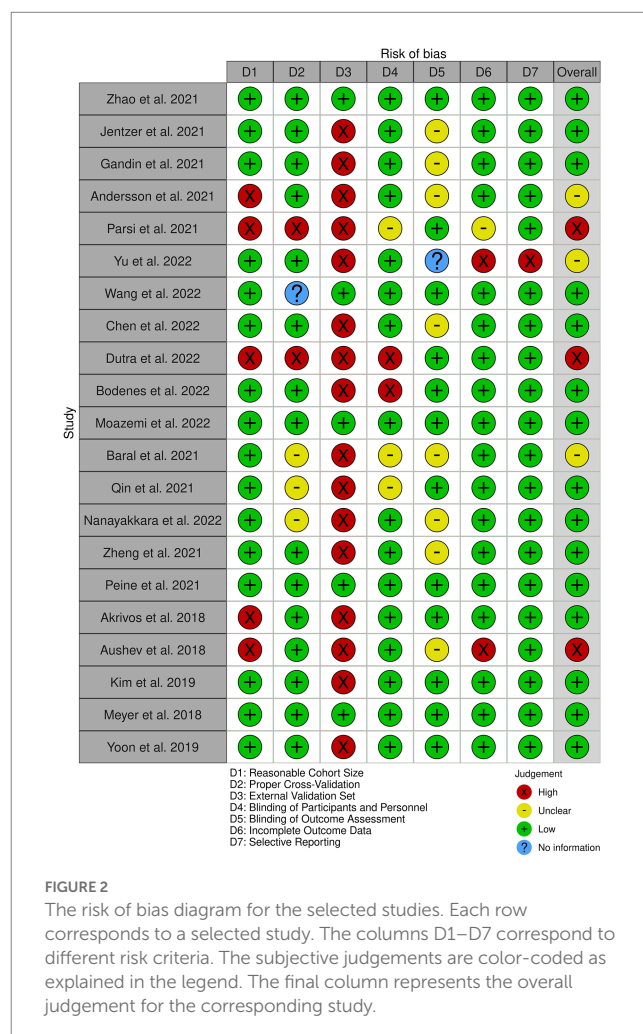 Risk of bias
D1 D2 D3 D4 D5 D6 D7 Overall
Zhao et al. 2021 + + + + + + + +
Jentzer et al. 2021 + + X + - + + +
Gandin et al. 2021 + + X + - + + +
Andersson et al. 2021 X + X + - + + -
Parsi et al. 2021 X X X - + - + X
Yu et al. 2022 + + X + ? X X -
Wang et al. 2022 + ? + + + + + +
Chen et al. 2022 + + X + - + + +
Dutra et al. 2022 X X X X + + + X
Bodenes et al. 2022 + + X X + + + +
Moazemi et al. 2022 + + + + + + + +
Baral et al. 2021 + - X - - + + -
Qin et al. 2021 + - X - + + + +
Nanayakkara et al. 2022 + - X + - + + +
Zheng et al. 2021 + + X + - + + +
Peine et al. 2021 + + + + + + + +
Akrivos et al. 2018 X + X + + + + +
Aushev et al. 2018 X + X + - X + X
Kim et al. 2019 + + X + + + + +
Meyer et al. 2018 + + + + + + + +
Yoon et al. 2019 + + X + + + + +
Study
D1: Reasonable Cohort Size
D2: Proper Cross-Validation
D3: External Validation Set
D4: Blinding of Participants and Personnel
D5: Blinding of Outcome Assessment
D6: Incomplete Outcome Data
D7: Selective Reporting
Judgement
X High
- Unclear
+ Low
? No information
FIGURE 2
The risk of bias diagram for the selected studies. Each row
corresponds to a selected study. The columns D1–D7 correspond to
different risk criteria. The subjective judgements are color-coded as
explained in the legend. The final column represents the overall
judgement for the corresponding study.